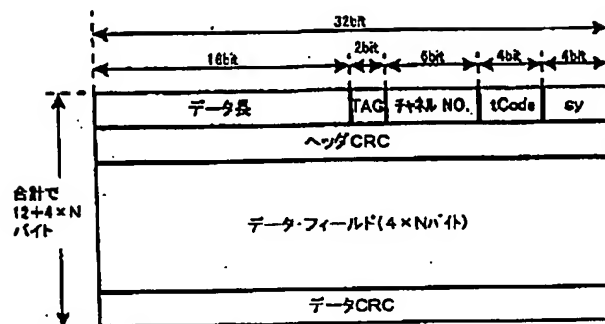 32bit
16bit 2bit 6bit 4bit 4bit
データ長 TAG チャネルNO. tCode sy
ヘッダCRC
合計で
12+4×N
バイト
データ・フィールド(4×Nバイト)
データCRC